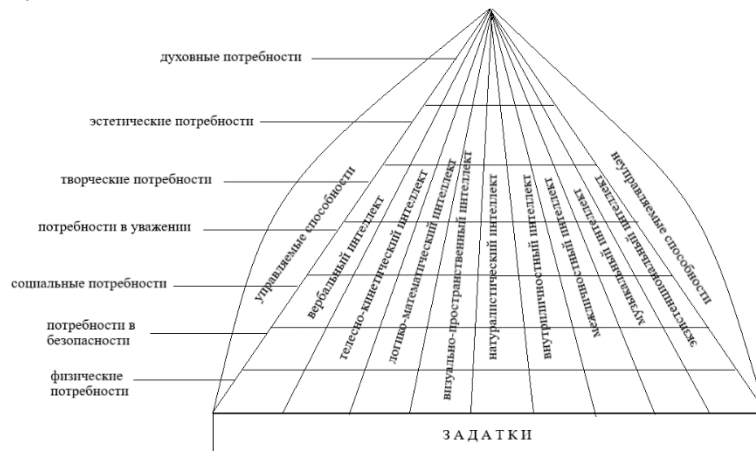 духовные потребности
эстетические потребности
творческие потребности
потребности в уважении
социальные потребности
потребности в
безопасности
физические
потребности
управляемые способности
вербальный интеллект
телесно-кинетический интеллект
логико-математический интеллект
визуально-пространственный интеллект
натуралистический интеллект
внутриличностный интеллект
межличностный интеллект
музыкальный интеллект
экзистенциональный интеллект
неуправляемые способности
ЗАДАТКИ